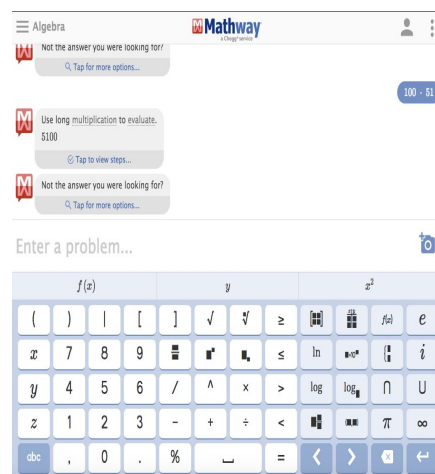 Algebra
Mathway
a Chegg service
Not the answer you were looking for?
Tap for more options...
100 · 51
Use long multiplication to evaluate.
5100
Tap to view steps...
Not the answer you were looking for?
Tap for more options...
Enter a problem...
f(x) y x²
( ) | [ ] √ ≥ f(x) e
x 7 8 9 ≤ ln i
y 4 5 6 / ^ × > log log ∩ U
z 1 2 3 - + ÷ < π ∞
abc , 0 . % =